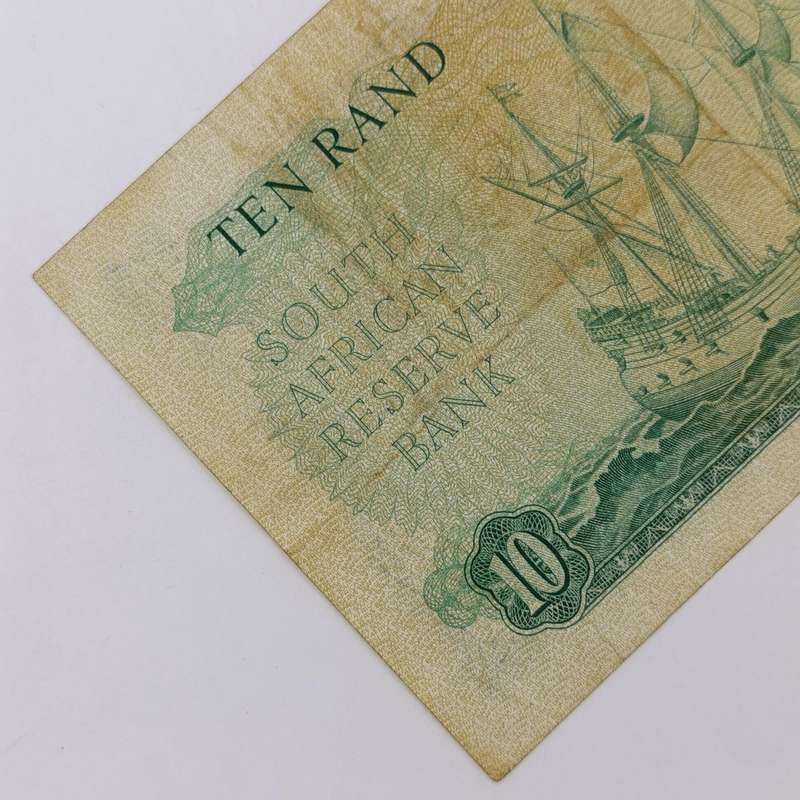 TEN RAND
SOUTH
AFRICAN
RESERVE
BANK
10